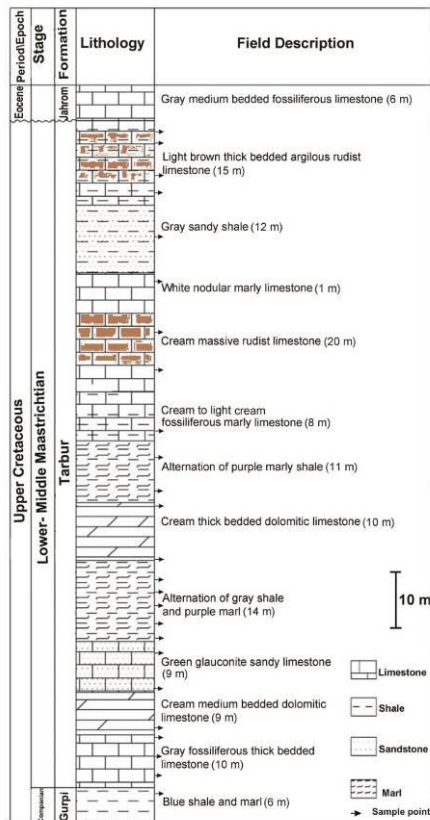 Period\Epoch
Stage
Formation
Lithology
Field Description
Eocene
Jahrom
Gray medium bedded fossiliferous limestone (6 m)
Light brown thick bedded argilous rudist
limestone (15 m)
Gray sandy shale (12 m)
White nodular marly limestone (1 m)
Cream massive rudist limestone (20 m)
Cream to light cream
fossiliferous marly limestone (8 m)
Alternation of purple marly shale (11 m)
Cream thick bedded dolomitic limestone (10 m)
Alternation of gray shale
and purple marl (14 m)
Green glauconite sandy limestone
(9 m)
Cream medium bedded dolomitic
limestone (9 m)
Gray fossiliferous thick bedded
limestone (10 m)
Blue shale and marl (6 m)
Upper Cretaceous
Lower- Middle Maastrichtian
Tarbur
Campanian
Gurpi
10 m
Limestone
Shale
Sandstone
Marl
Sample point